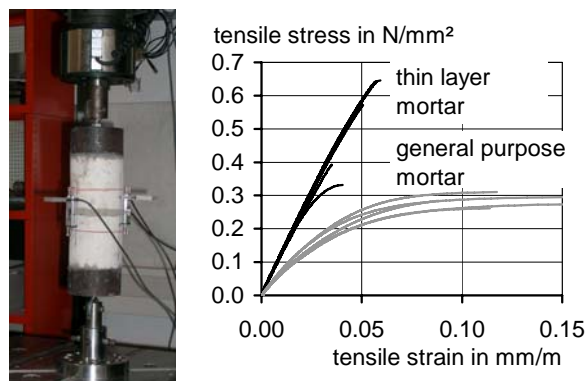 tensile stress in N/mm²
0.7
0.6
0.5
0.4
0.3
0.2
0.1
0.0
thin layer
mortar
general purpose
mortar
0.00 0.05 0.10 0.15
tensile strain in mm/m